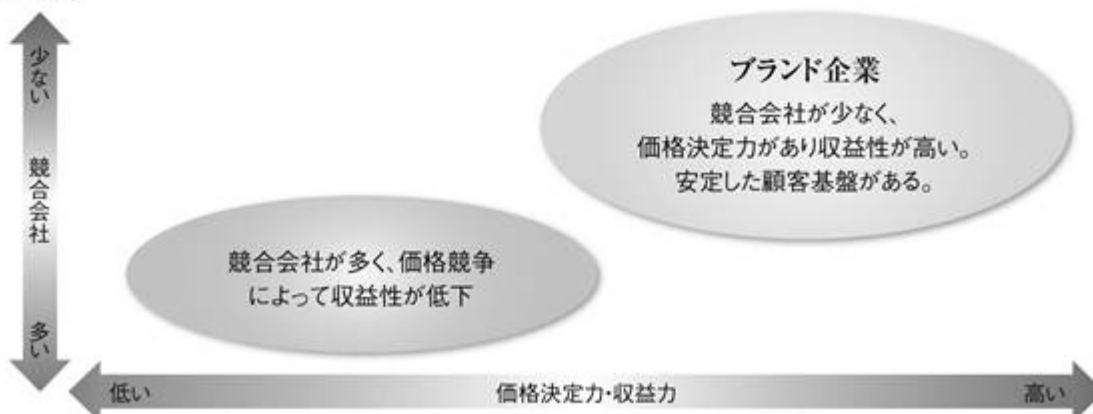 少ない
競合会社
多い
ブランド企業
競合会社が少なく、
価格決定力があり収益性が高い。
安定した顧客基盤がある。
競合会社が多く、価格競争
によって収益性が低下
低い
価格決定力・収益力
高い